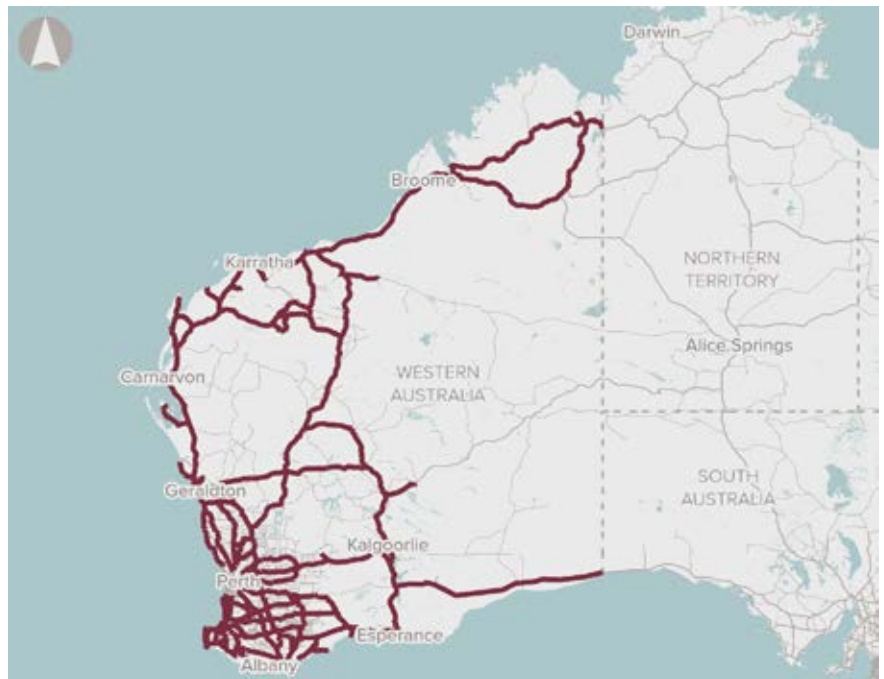 Darwin
Broome
Karratha
NORTHERN
TERRITORY
Alice Springs
Carnarvon
WESTERN
AUSTRALIA
SOUTH
AUSTRALIA
Geraldton
Kalgoorlie
Perth
Esperance
Albany